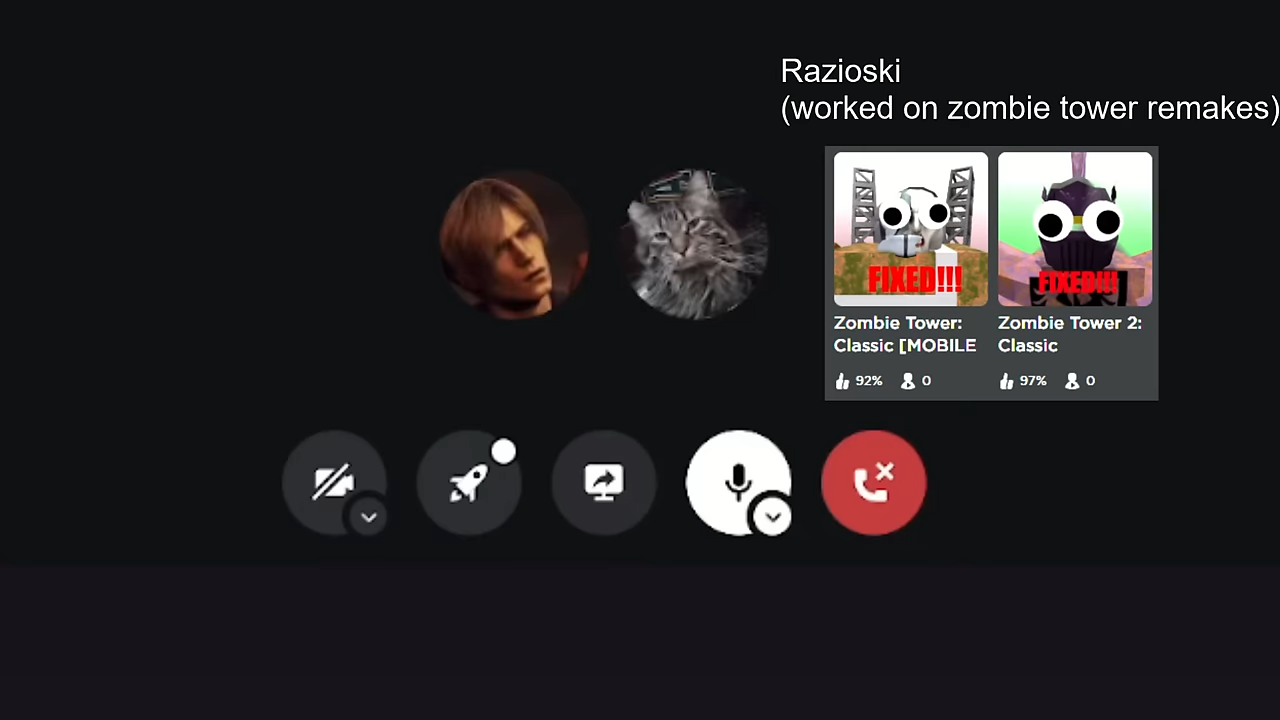 Razioski
(worked on zombie tower remakes)
FIXED!!!
FIXED!!!
Zombie Tower:
Classic [MOBILE
Zombie Tower 2:
Classic
92%
0
97%
0